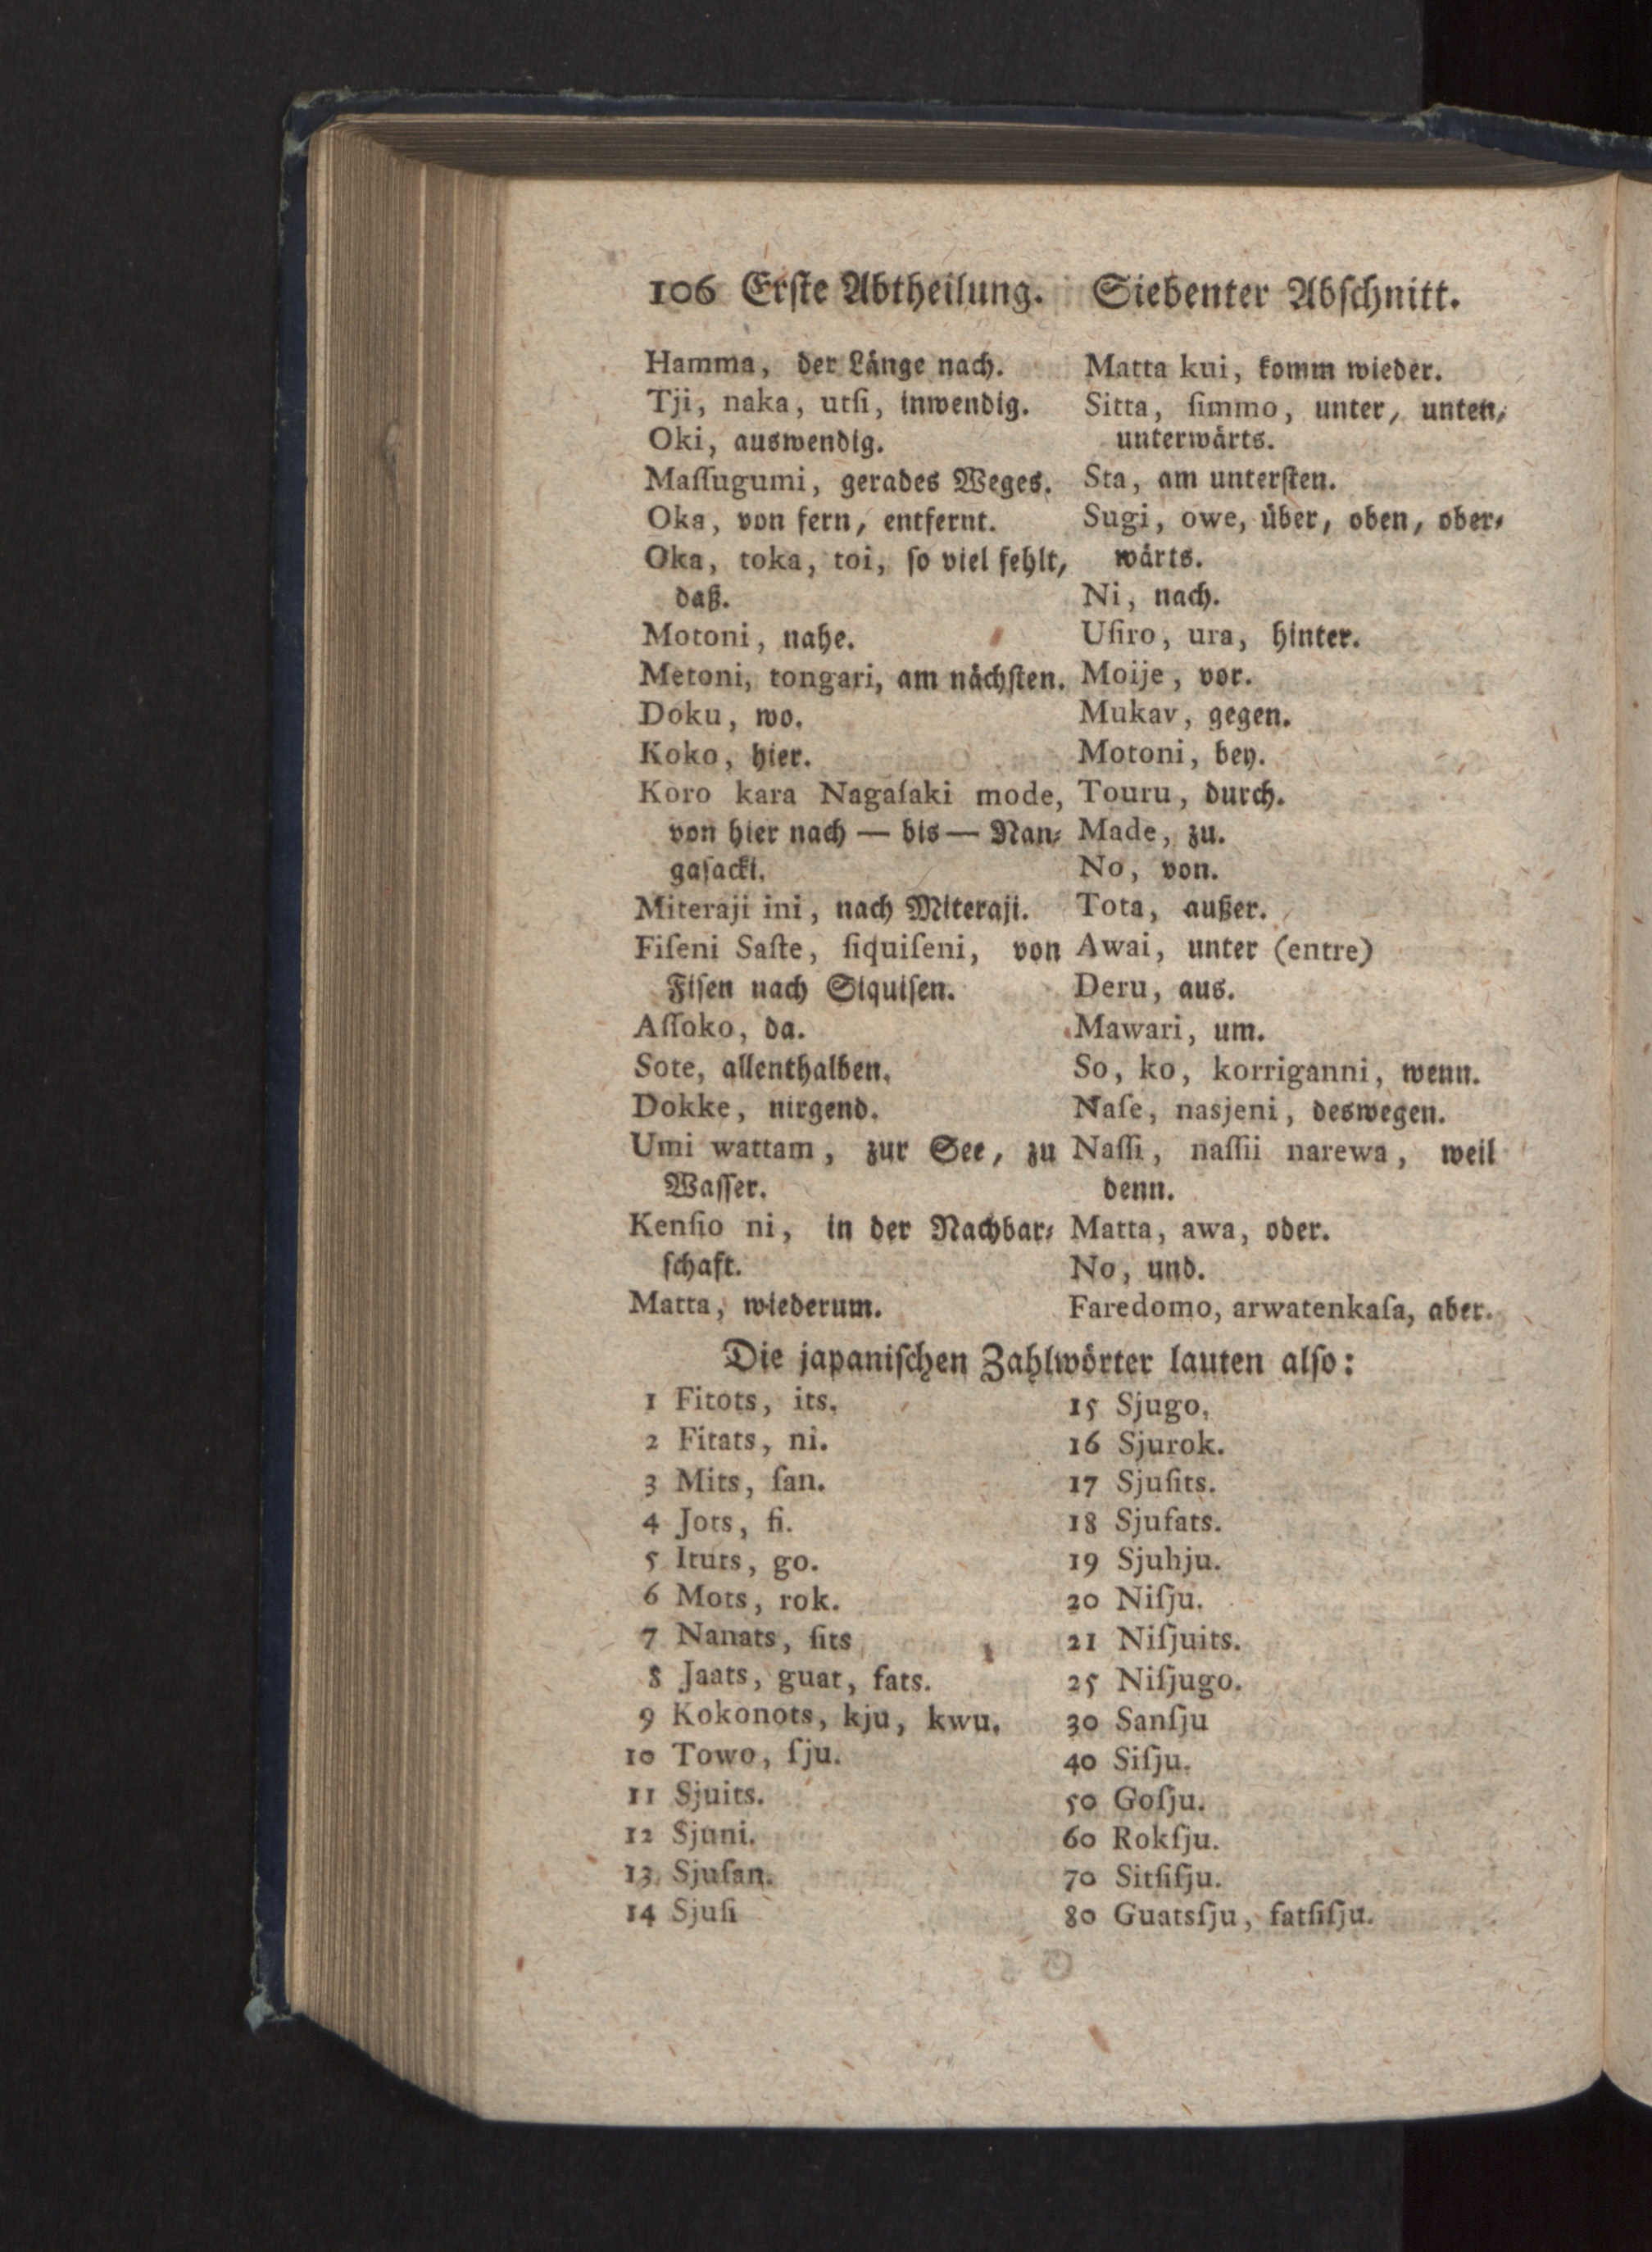 106 Erſte Abtheilung. Siebenter Abſchnitt.
Hamma, der Länge nach.
Tji, naka, utſi, inwendig.
Oki, auswendig.
Maſſugumi, gerades Weges.
Oka, von fern, entfernt.
Oka, toka, toi, ſo viel fehlt,
daß.
Motoni, nahe.
Metoni, tongari, am nächſten.
Doku, wo.
Koko, hier.
Koro kara Nagaſaki mode,
von hier nach — bis — Nan⸗
gaſacki.
Miteraji ini, nach Miteraji.
Fiſeni Saſte, ſiquiſeni, von
Fiſen nach Siquiſen.
Aſſoko, da.
Sote, allenthalben.
Dokke, nirgend.
Umi wattam, zur See, zu
Waſſer.
Kenſio ni, in der Nachbar⸗
ſchaft.
Matta, wiederum.
Matta kui, komm wieder.
Sitta, ſimmo, unter, unten,
unterwärts.
Sta, am unterſten.
Sugi, owe, über, oben, ober⸗
wärts.
Ni, nach.
Uſiro, ura, hinter.
Moije, vor.
Mukav, gegen.
Motoni, bey.
Touru, durch.
Made, zu.
No, von.
Tota, außer.
Awai, unter (entre)
Deru, aus.
Mawari, um.
So, ko, korriganni, wenn.
Naſe, nasjeni, deswegen.
Naſſi, naſſii narewa, weil
denn.
Matta, awa, oder.
No, und.
Faredomo, arwatenkaſa, aber.
Die japaniſchen Zahlwörter lauten alſo:
1 Fitots, its.
2 Fitats, ni.
3 Mits, ſan.
4 Jots, ſi.
5 Ituts, go.
6 Mots, rok.
7 Nanats, ſits
8 Jaats, guat, fats.
9 Kokonots, kju, kwu.
10 Towo, ſju.
11 Sjuits.
12 Sjuni.
13 Sjuſan.
14 Sjuſi
15 Sjugo.
16 Sjurok.
17 Sjuſits.
18 Sjufats.
19 Sjuhju.
20 Niſju.
21 Niſjuits.
25 Niſjugo.
30 Sanſju
40 Siſju.
50 Goſju.
60 Rokſju.
70 Sitſiſju.
80 Guatsſju, fatſiſju.